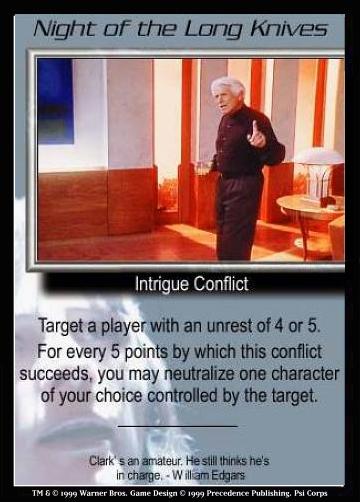 Night of the Long Knives
Intrigue Conflict
Target a player with an unrest of 4 or 5.
For every 5 points by which this conflict
succeeds, you may neutralize one character
of your choice controlled by the target.
Clark' s an amateur. He still thinks he's
in charge. - W illiam Edgars
TM & © 1999 Warner Bros. Game Design © 1999 Precedence Publishing. Psi Corps